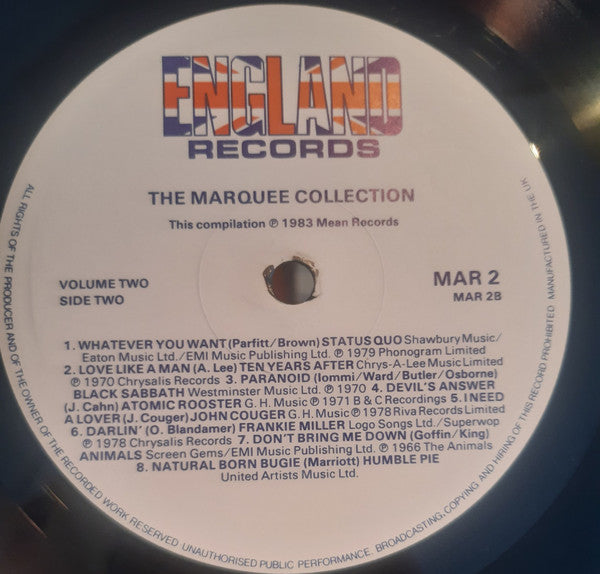 ENGLAND
RECORDS
THE MARQUEE COLLECTION
This compilation ℗ 1983 Mean Records
VOLUME TWO
SIDE TWO
MAR 2
MAR 2B
1. WHATEVER YOU WANT (Parfitt/Brown) STATUS QUO Shawbury Music/
Eaton Music Ltd./EMI Music Publishing Ltd. ℗ 1979 Phonogram Limited
2. LOVE LIKE A MAN (A. Lee) TEN YEARS AFTER Chrys-A-Lee Music Limited
℗ 1970 Chrysalis Records 3. PARANOID (Iommi/Ward/Butler/Osborne)
BLACK SABBATH Westminster Music Ltd. ℗ 1970 4. DEVIL'S ANSWER
(J. Cahn) ATOMIC ROOSTER G. H. Music ℗ 1971 B & C Recordings 5. I NEED
A LOVER (J. Couger) JOHN COUGER G. H. Music ℗ 1978 Riva Records Limited
6. DARLIN' (O. Blandamer) FRANKIE MILLER Logo Songs Ltd./Superwop
℗ 1978 Chrysalis Records 7. DON'T BRING ME DOWN (Goffin/King)
ANIMALS Screen Gems/EMI Music Publishing ℗ 1966 The Animals
8. NATURAL BORN BUGIE (Marriott) HUMBLE PIE
United Artists Music Ltd.
ALL RIGHTS OF THE PRODUCER AND OF THE OWNER OF THE RECORDED WORK RESERVED. UNAUTHORISED PUBLIC PERFORMANCE. BROADCASTING, COPYING AND HIRING OF THIS RECORD PROHIBITED. MANUFACTURED IN THE UK